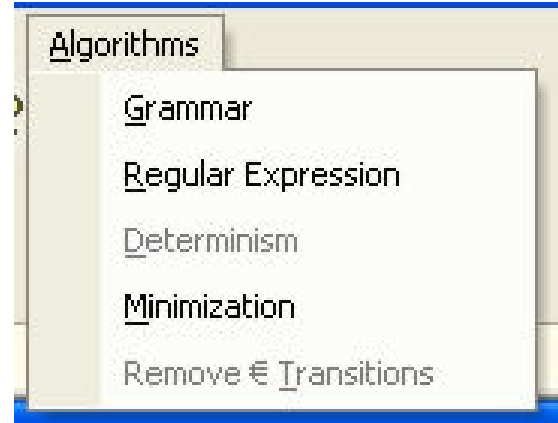 Algorithms
Grammar
Regular Expression
Determinism
Minimization
Remove € Transitions